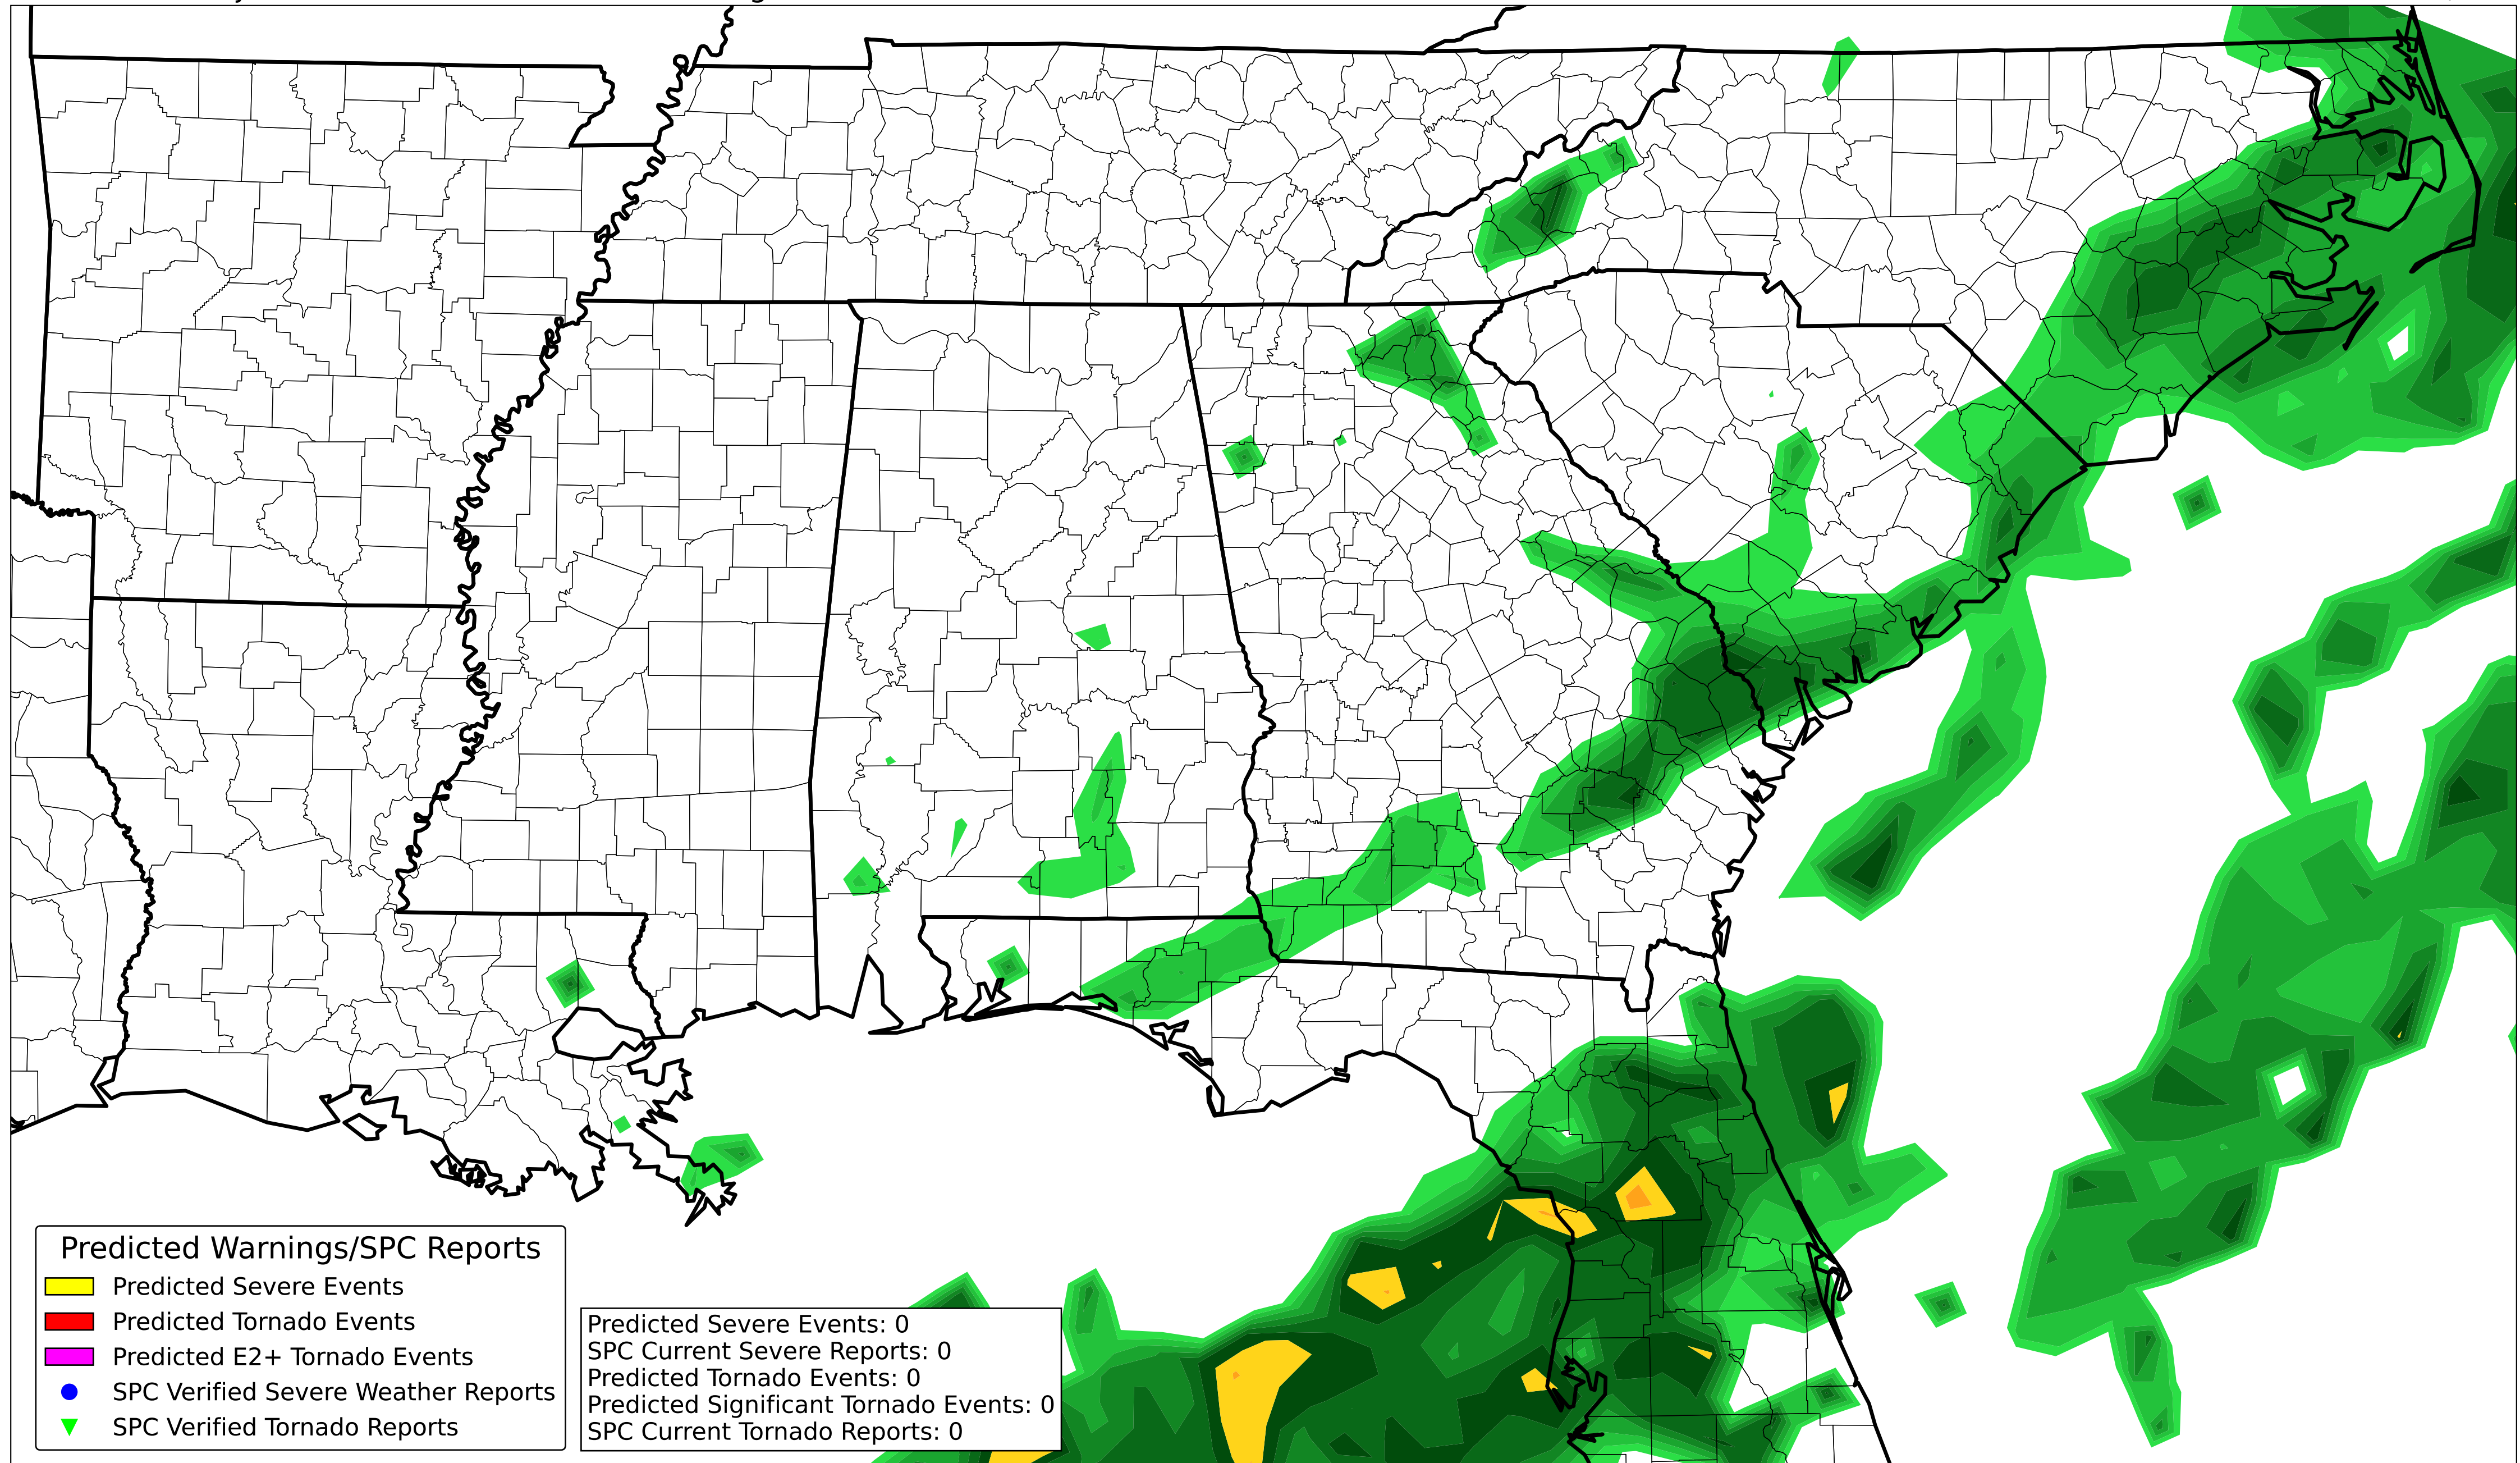 Predicted Warnings/SPC Reports
Predicted Severe Events
Predicted Tornado Events
Predicted E2+ Tornado Events
SPC Verified Severe Weather Reports
SPC Verified Tornado Reports
Predicted Severe Events: 0
SPC Current Severe Reports: 0
Predicted Tornado Events: 0
Predicted Significant Tornado Events: 0
SPC Current Tornado Reports: 0